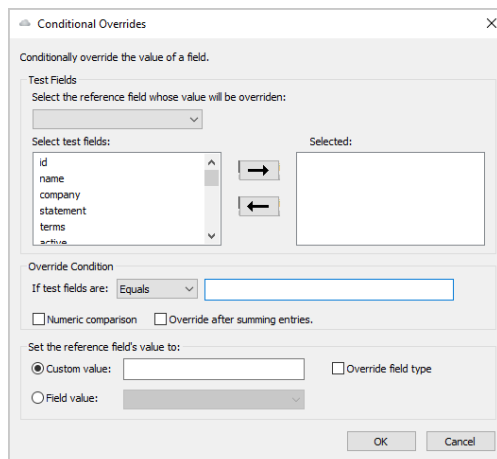 Conditional Overrides
Conditionally override the value of a field.
Test Fields
Select the reference field whose value will be overriden:
Select test fields:
Selected:
id
name
company
statement
terms
active
Override Condition
If test fields are: Equals
Numeric comparison Override after summing entries.
Set the reference field's value to:
Custom value: Override field type
Field value:
OK Cancel